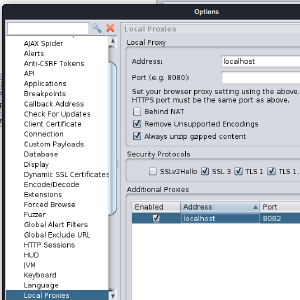 Options
AJAX Spider
Alerts
Anti-CSRF Tokens
API
Applications
Breakpoints
Callback Address
Check For Updates
Client Certificate
Connection
Custom Payloads
Database
Display
Dynamic SSL Certificates
Encode/Decode
Extensions
Forced Browse
Fuzzer
Global Alert Filters
Global Exclude URL
HTTP Sessions
HUD
JVM
Keyboard
Language
Local Proxies
Local Proxies
Local Proxy
Address: localhost
Port (e.g. 8080):
Set your browser proxy setting using the above.
HTTPS port must be the same port as above.
Behind NAT
Remove Unsupported Encodings
Always unzip gzipped content
Security Protocols
SSLv2Hello SSL 3 TLS 1 TLS 1.
Additional Proxies
Enabled Address Port
localhost 8082